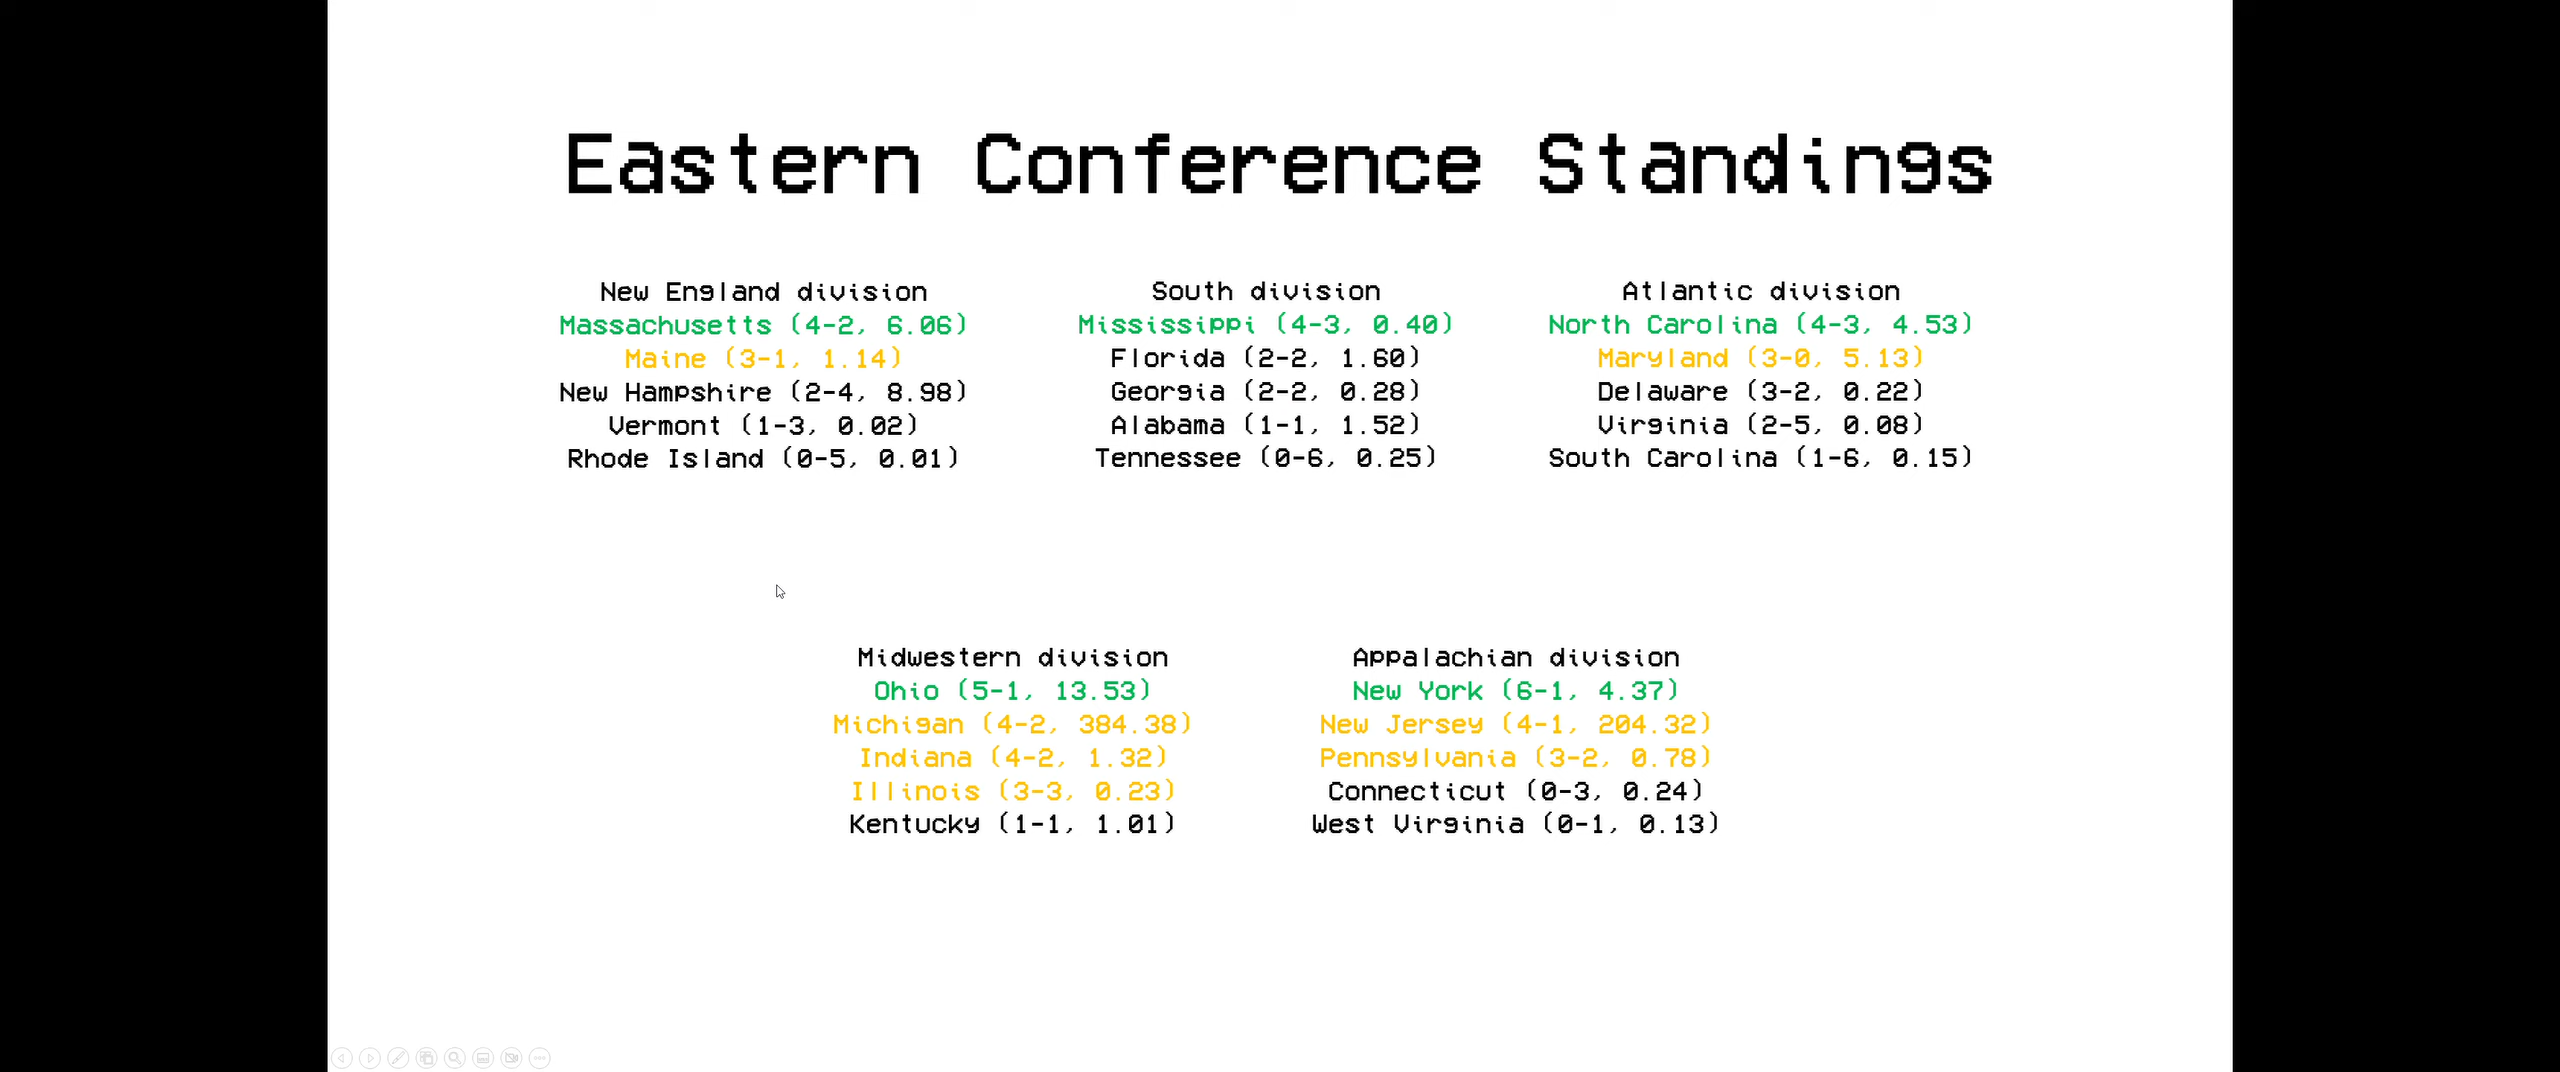 Eastern Conference Standings
New England division
Massachusetts (4-2, 6.06)
Maine (3-1, 1.14)
New Hampshire (2-4, 8.98)
Vermont (1-3, 0.02)
Rhode Island (0-5, 0.01)
South division
Mississippi (4-3, 0.40)
Florida (2-2, 1.60)
Georgia (2-2, 0.28)
Alabama (1-1, 1.52)
Tennessee (0-6, 0.25)
Atlantic division
North Carolina (4-3, 4.53)
Maryland (3-0, 5.13)
Delaware (3-2, 0.22)
Virginia (2-5, 0.08)
South Carolina (1-6, 0.15)
Midwestern division
Ohio (5-1, 13.53)
Michigan (4-2, 384.38)
Indiana (4-2, 1.32)
Illinois (3-3, 0.23)
Kentucky (1-1, 1.01)
Appalachian division
New York (6-1, 4.37)
New Jersey (4-1, 204.32)
Pennsylvania (3-2, 0.78)
Connecticut (0-3, 0.24)
West Virginia (0-1, 0.13)